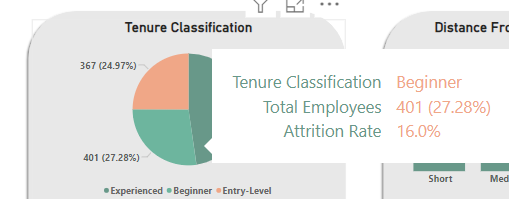 Tenure Classification
Distance Fro
367 (24.97%)
Tenure Classification Beginner
Total Employees 401 (27.28%)
Attrition Rate 16.0%
401 (27.28%)
Short Med
Experienced Beginner Entry-Level